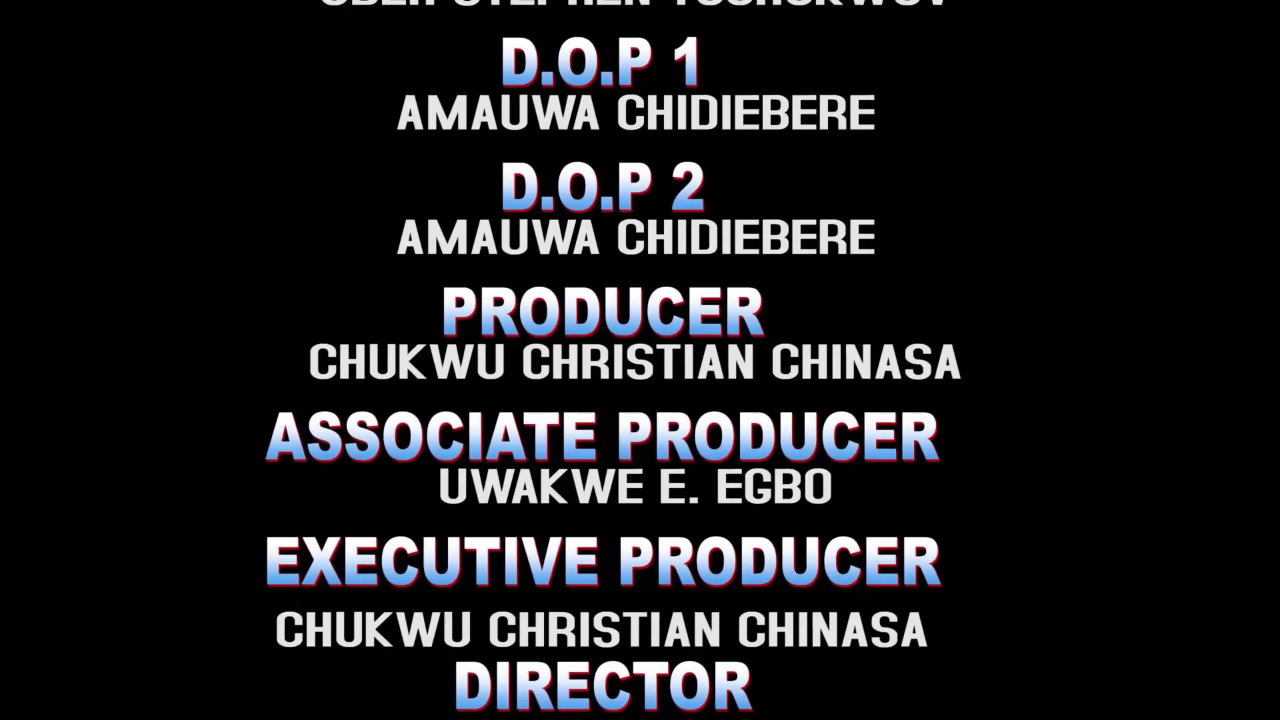 D.O.P 1
AMAUWA CHIDIEBERE
D.O.P 2
AMAUWA CHIDIEBERE
PRODUCER
CHUKWU CHRISTIAN CHINASA
ASSOCIATE PRODUCER
UWAKWE E. EGBO
EXECUTIVE PRODUCER
CHUKWU CHRISTIAN CHINASA
DIRECTOR